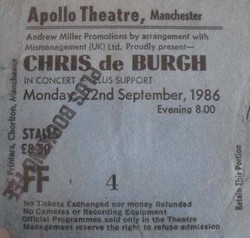 Apollo Theatre, Manchester
Andrew Miller Promotions by arrangement with
Mismanagement (UK) Ltd. Proudly present—
CHRIS de BURGH
IN CONCERT PLUS SUPPORT
Monday, 22nd September, 1986
Evening 8.00
STALLS
£8.50
FF 4
No Tickets Exchanged nor money Refunded
No Cameras or Recording Equipment
Official Programmes sold only in the Theatre
Management reserve the right to refuse admission
Printers, Chorlton, Manchester
Retain This Portion